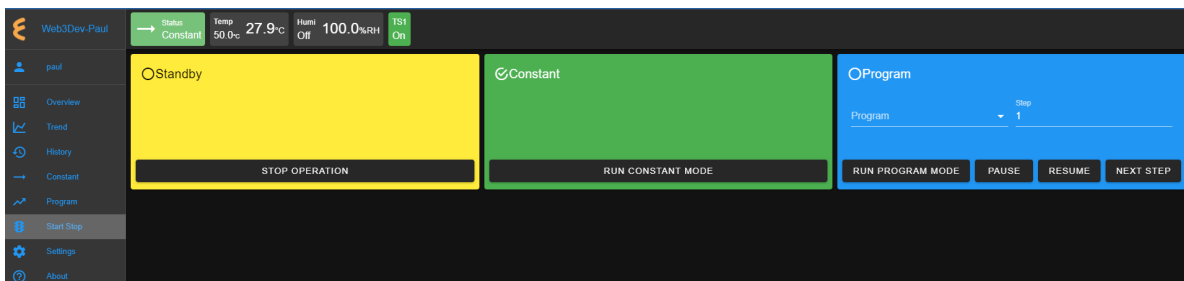 Web3Dev-Paul
Status
Constant
Temp
50.0°c 27.9°C
Humi
Off 100.0%RH
TS1
On
paul
Overview
Trend
History
Constant
Program
Start Stop
Settings
About
Standby
STOP OPERATION
Constant
RUN CONSTANT MODE
Program
Program
Step
1
RUN PROGRAM MODE PAUSE RESUME NEXT STEP